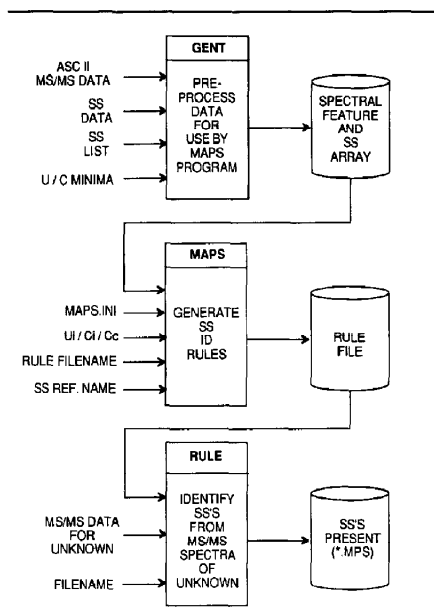 GENT
ASC II
MS/MS DATA
SS
DATA
SS
LIST
U / C MINIMA
PRE-
PROCESS
DATA
FOR
USE BY
MAPS
PROGRAM
SPECTRAL
FEATURE
AND
SS
ARRAY
MAPS
MAPS.INI
Ui / Ci / Cc
RULE FILENAME
SS REF. NAME
GENERATE
SS
ID
RULES
RULE
FILE
RULE
MS/MS DATA
FOR
UNKNOWN
FILENAME
IDENTIFY
SS'S
FROM
MS/MS
SPECTRA
OF
UNKNOWN
SS'S
PRESENT
(*.MPS)